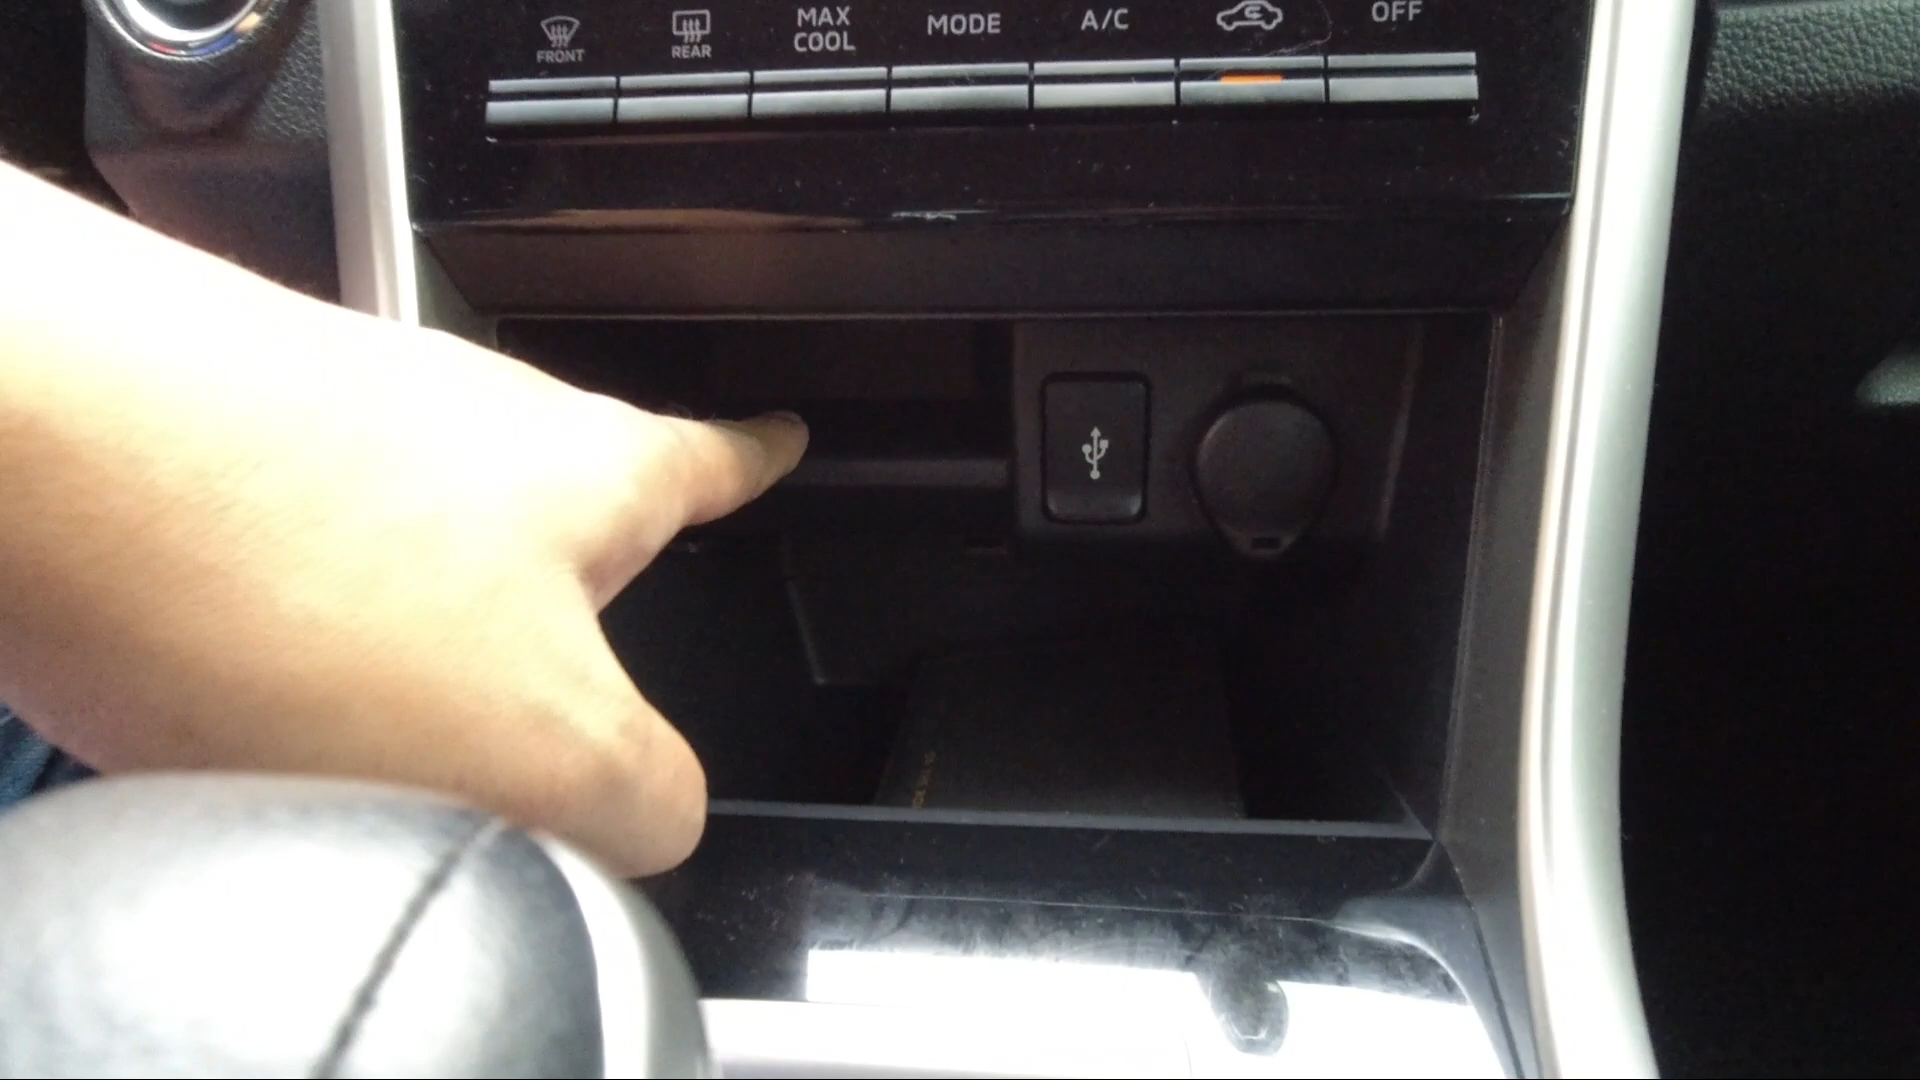 FRONT
REAR
MAX
COOL
MODE
A/C
OFF